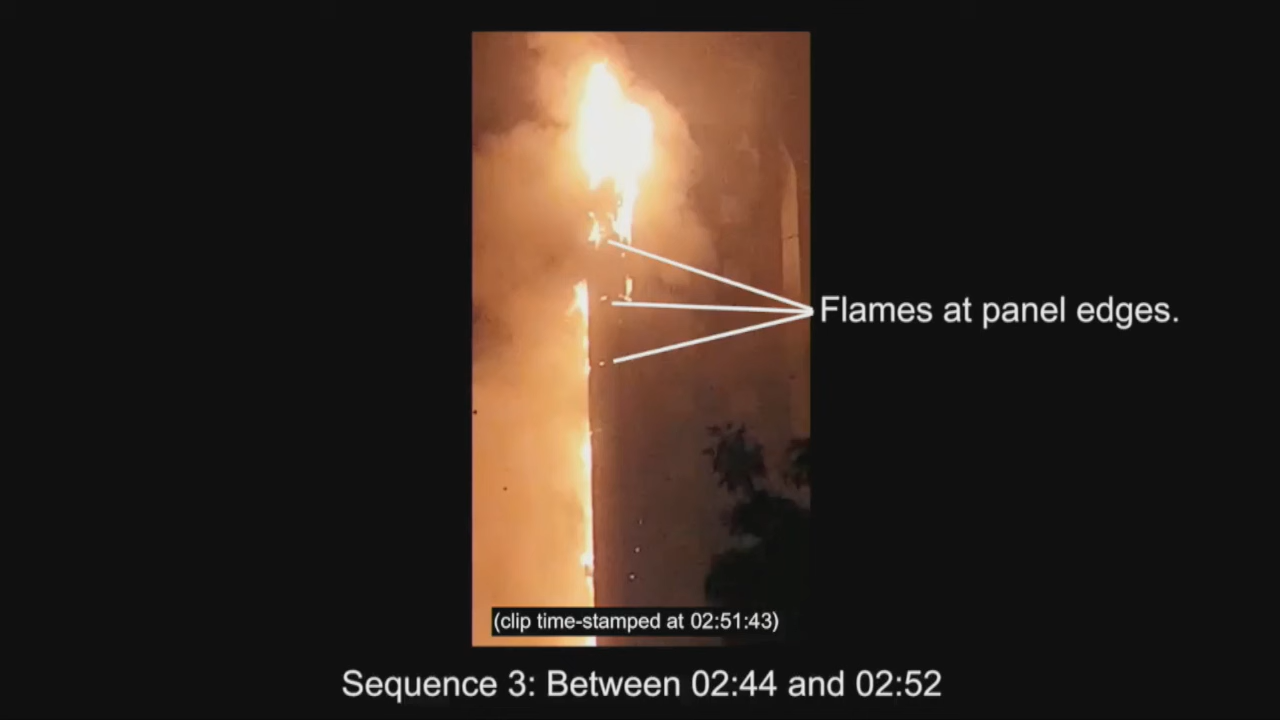 Flames at panel edges.
(clip time-stamped at 02:51:43)
Sequence 3: Between 02:44 and 02:52